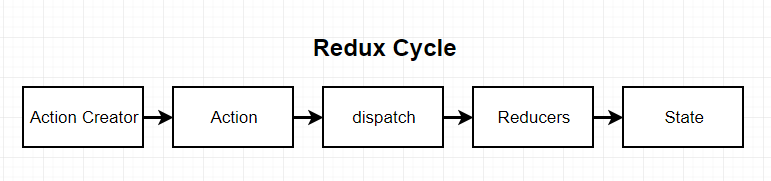 Redux Cycle
Action Creator
Action
dispatch
Reducers
State